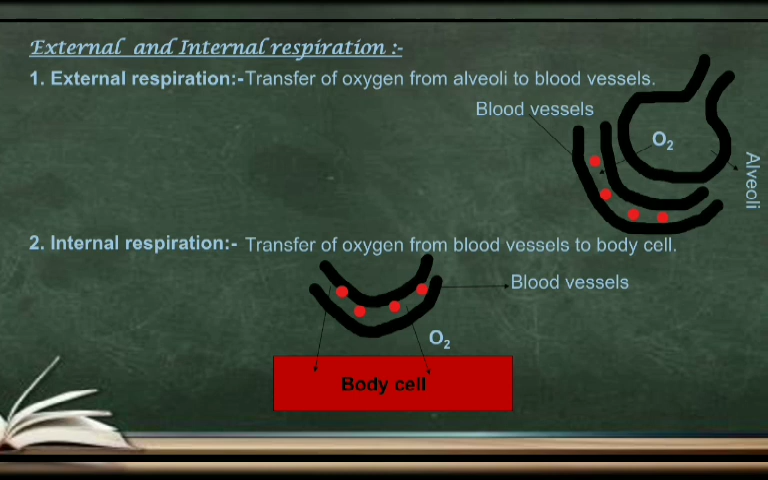 External and Internal respiration :-
1. External respiration:- Transfer of oxygen from alveoli to blood vessels.
Blood vessels
O₂
Alveoli
2. Internal respiration:- Transfer of oxygen from blood vessels to body cell.
Blood vessels
O₂
Body cell